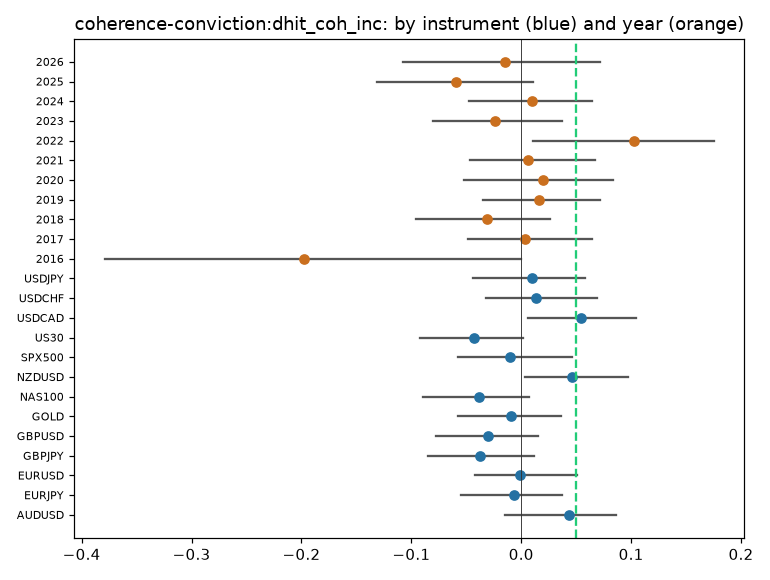 coherence-conviction:dhit_coh_inc: by instrument (blue) and year (orange)
2026
2025
2024
2023
2022
2021
2020
2019
2018
2017
2016
USDJPY
USDCHF
USDCAD
US30
SPX500
NZDUSD
NAS100
GOLD
GBPUSD
GBPJPY
EURUSD
EURJPY
AUDUSD
−0.4 −0.3 −0.2 −0.1 0.0 0.1 0.2